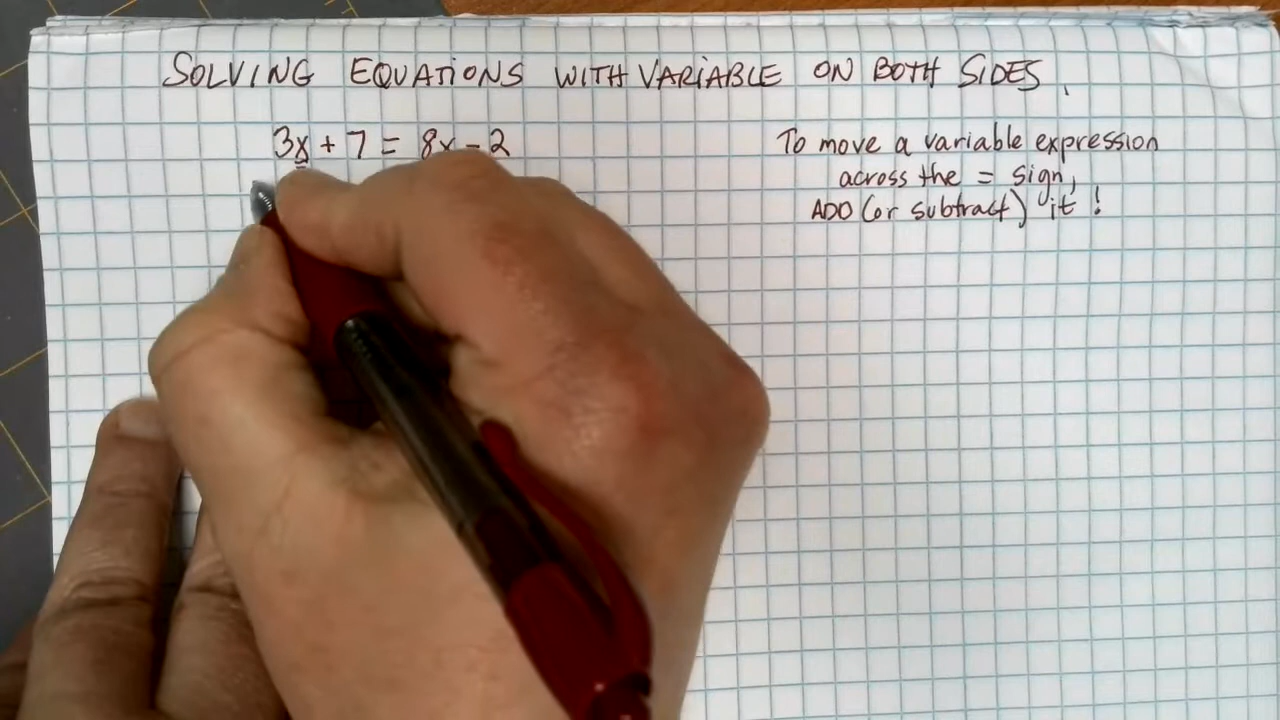 SOLVING EQUATIONS WITH VARIABLE ON BOTH SIDES.
3x + 7 = 8x - 2
To move a variable expression
across the = sign,
ADD (or subtract) it !